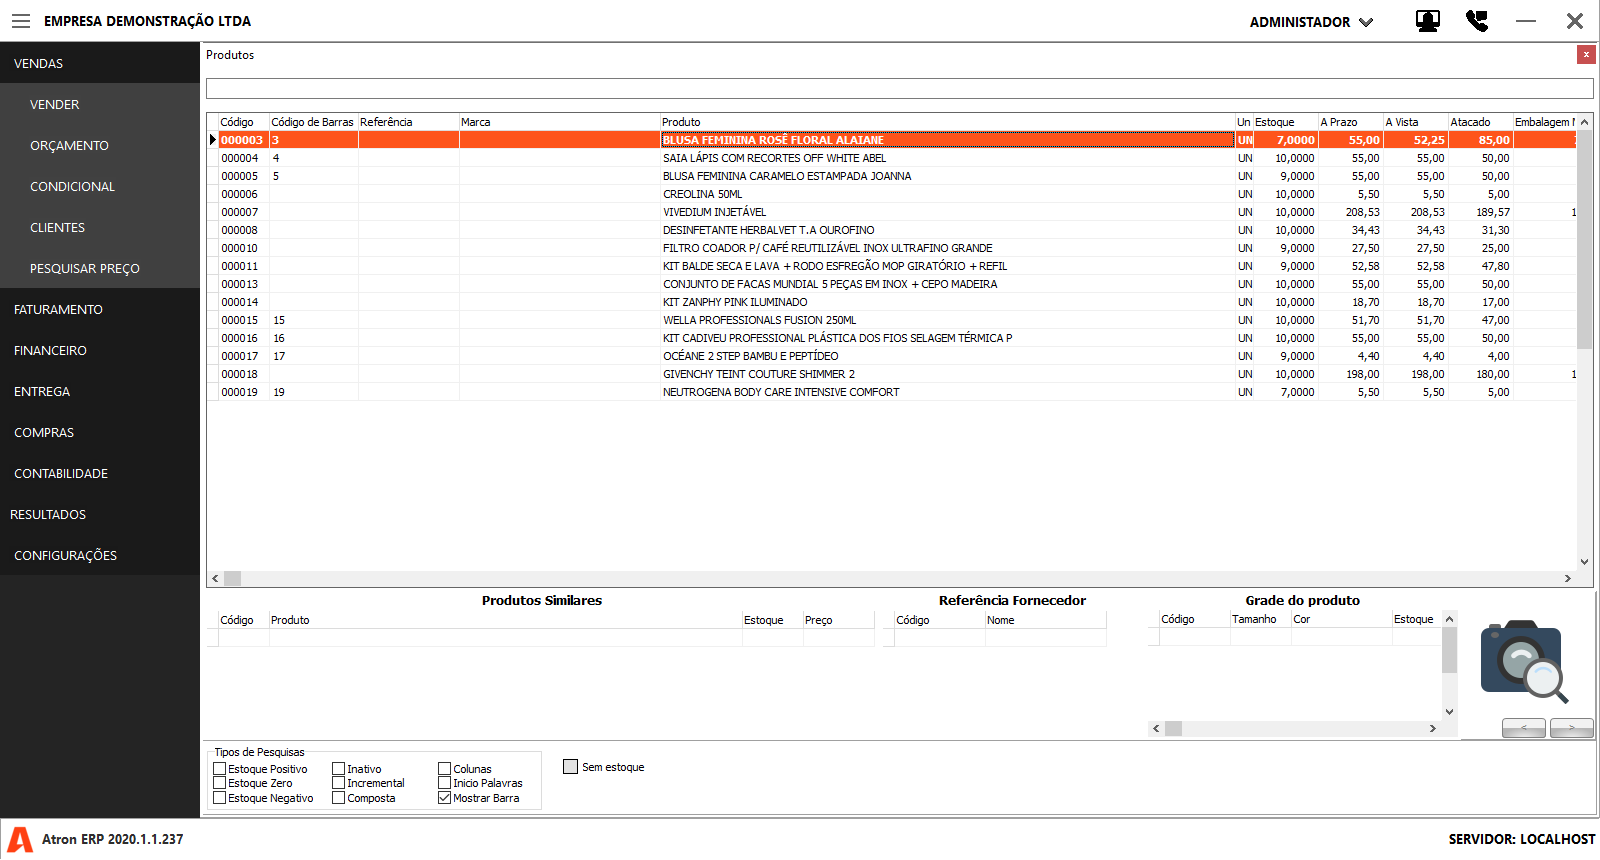 EMPRESA DEMONSTRAÇÃO LTDA
ADMINISTADOR
VENDAS
VENDER
ORÇAMENTO
CONDICIONAL
CLIENTES
PESQUISAR PREÇO
FATURAMENTO
FINANCEIRO
ENTREGA
COMPRAS
CONTABILIDADE
RESULTADOS
CONFIGURAÇÕES
Produtos
x
Código Código de Barras Referência Marca Produto Un Estoque A Prazo A Vista Atacado Embalagem
000003 3 BLUSA FEMININA ROSÊ FLORAL ALAIANE UN 7,0000 55,00 52,25 85,00
000004 4 SAIA LÁPIS COM RECORTES OFF WHITE ABEL UN 10,0000 55,00 55,00 50,00
000005 5 BLUSA FEMININA CARAMELO ESTAMPADA JOANNA UN 9,0000 55,00 55,00 50,00
000006 CREOLINA 50ML UN 10,0000 5,50 5,50 5,00
000007 VIVEDIUM INJETÁVEL UN 10,0000 208,53 208,53 189,57 1
000008 DESINFETANTE HERBALVET T.A OUROFINO UN 10,0000 34,43 34,43 31,30
000010 FILTRO COADOR P/ CAFÉ REUTILIZÁVEL INOX ULTRAFINO GRANDE UN 9,0000 27,50 27,50 25,00
000011 KIT BALDE SECA E LAVA + RODO ESFREGÃO MOP GIRATÓRIO + REFIL UN 9,0000 52,58 52,58 47,80
000013 CONJUNTO DE FACAS MUNDIAL 5 PEÇAS EM INOX + CEPO MADEIRA UN 10,0000 55,00 55,00 50,00
000014 KIT ZANPHY PINK ILUMINADO UN 10,0000 18,70 18,70 17,00
000015 15 WELLA PROFESSIONALS FUSION 250ML UN 10,0000 51,70 51,70 47,00
000016 16 KIT CADIVEU PROFESSIONAL PLÁSTICA DOS FIOS SELAGEM TÉRMICA P UN 10,0000 55,00 55,00 50,00
000017 17 OCÉANE 2 STEP BAMBU E PEPTÍDEO UN 9,0000 4,40 4,40 4,00
000018 GIVENCHY TEINT COUTURE SHIMMER 2 UN 10,0000 198,00 198,00 180,00 1
000019 19 NEUTROGENA BODY CARE INTENSIVE COMFORT UN 7,0000 5,50 5,50 5,00
Produtos Similares
Código Produto Estoque Preço
Referência Fornecedor
Código Nome
Grade do produto
Código Tamanho Cor Estoque
< >
Tipos de Pesquisas
Estoque Positivo Inativo Colunas
Estoque Zero Incremental Inicio Palavras
Estoque Negativo Composta Mostrar Barra
Sem estoque
Atron ERP 2020.1.1.237
SERVIDOR: LOCALHOST